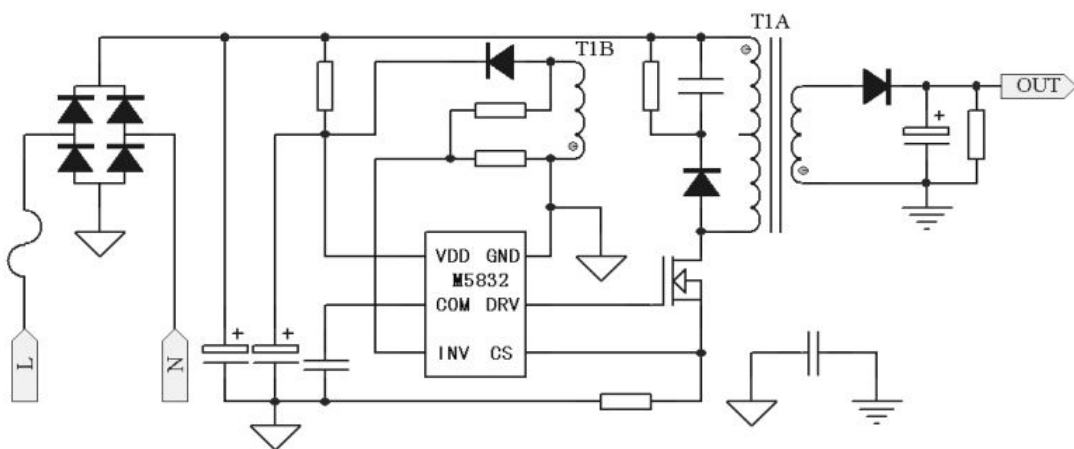 T1A
T1B
OUT
+
+
+
VDD GND
M5832
COM DRV
INV CS
L
N